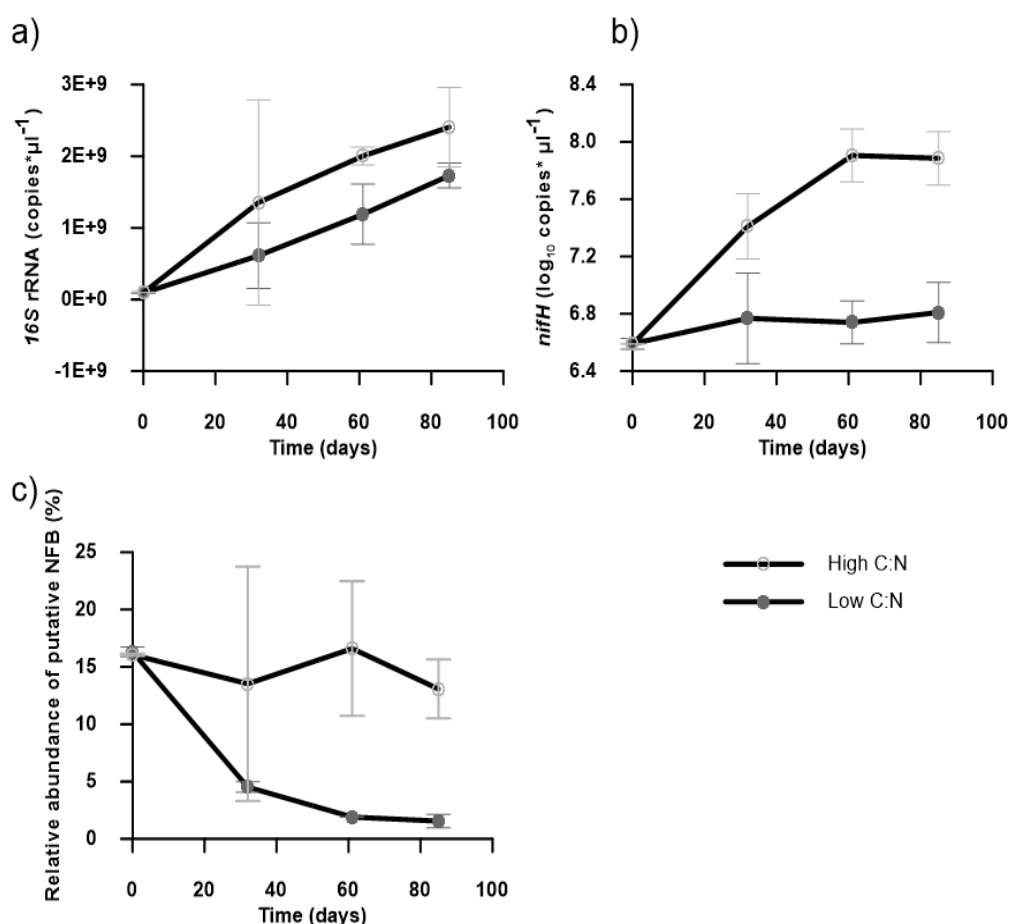 a)
16S rRNA (copies*µl⁻¹)
3E+9
2E+9
1E+9
0E+0
-1E+9
0 20 40 60 80 100
Time (days)
b)
nifH (log₁₀ copies* µl⁻¹)
8.4
8.0
7.6
7.2
6.8
6.4
0 20 40 60 80 100
Time (days)
c)
Relative abundance of putative NFB (%)
25
20
15
10
5
0
0 20 40 60 80 100
Time (days)
High C:N
Low C:N